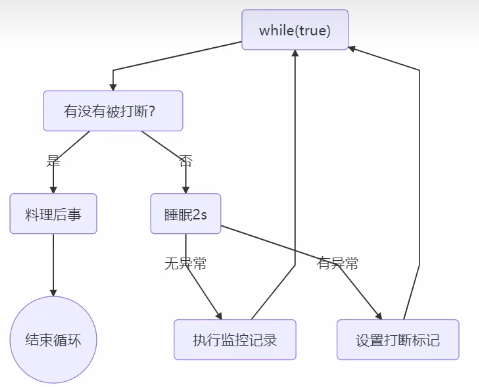 while(true)
有没有被打断?
是
否
料理后事
睡眠2s
无异常
有异常
结束循环
执行监控记录
设置打断标记